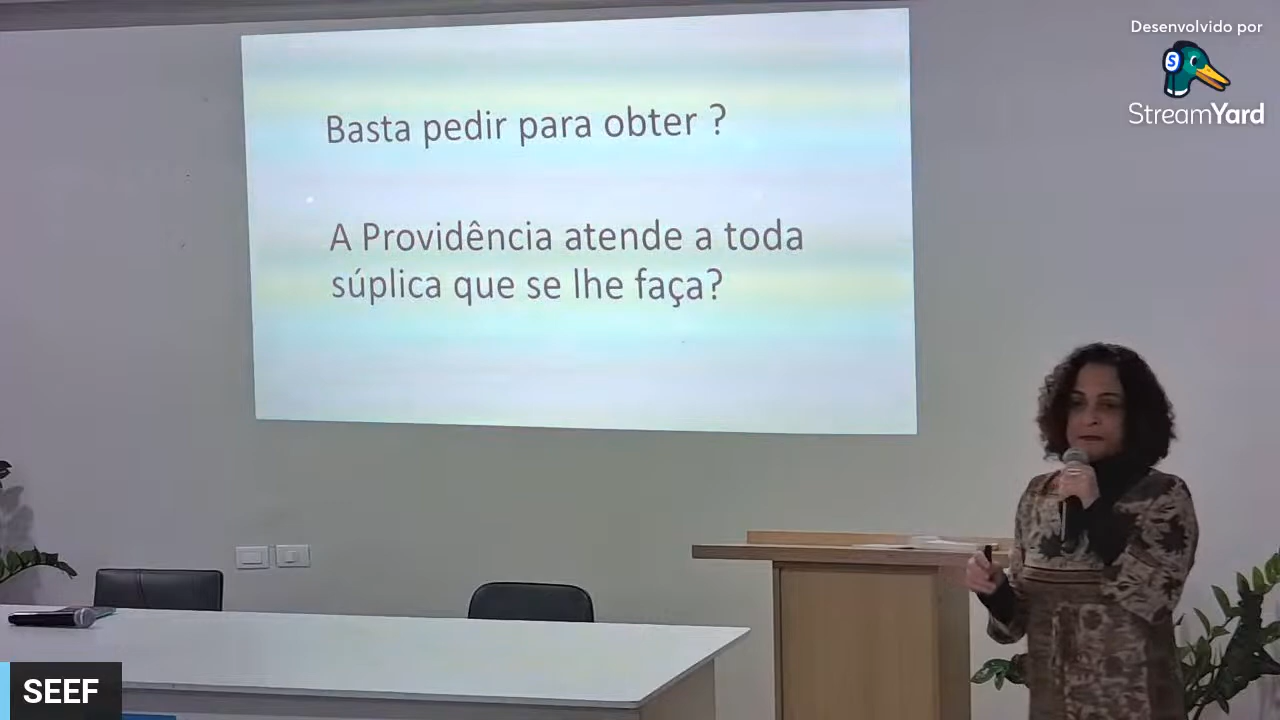 Desenvolvido por
S
StreamYard
Basta pedir para obter ?
A Providência atende a toda
súplica que se lhe faça?
SEEF